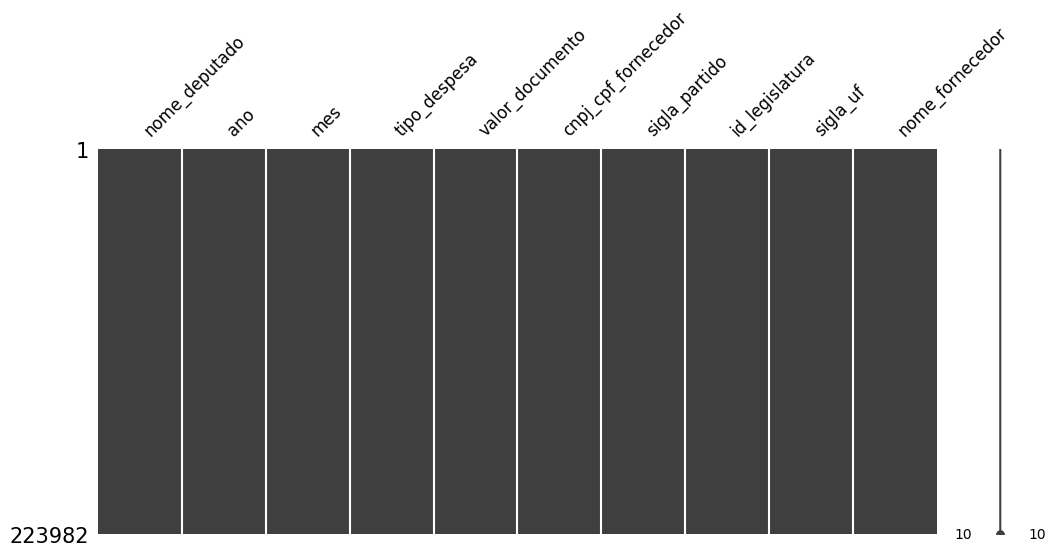 nome_deputado
ano
mes
tipo_despesa
valor_documento
cnpj_cpf_fornecedor
sigla_partido
id_legislatura
sigla_uf
nome_fornecedor
1
223982
10
10